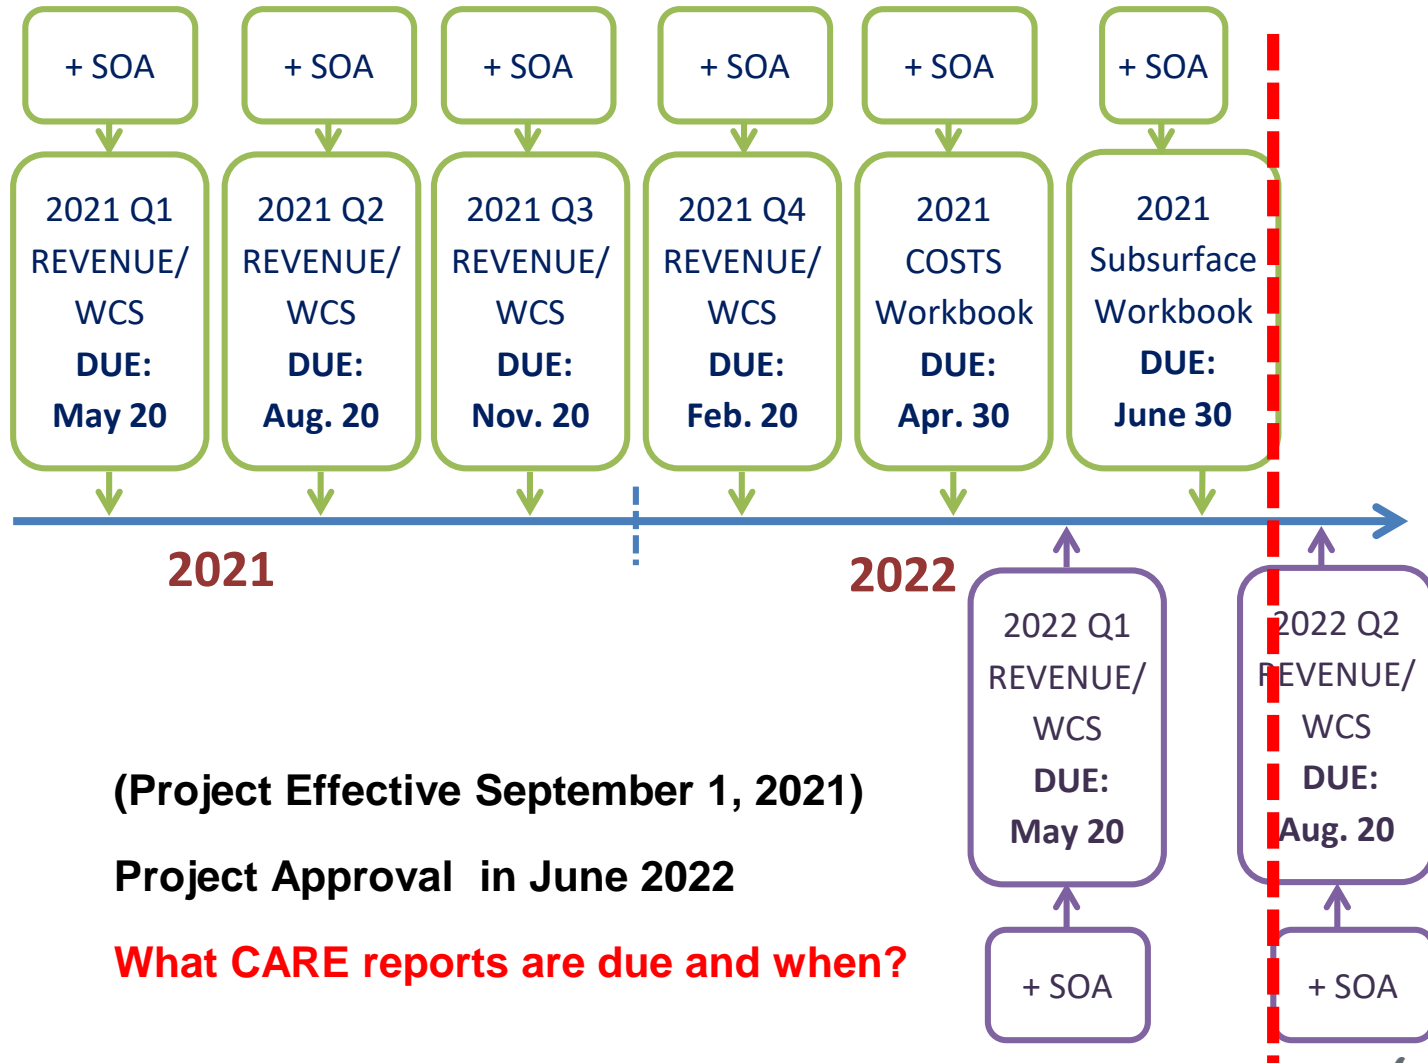 + SOA
+ SOA
+ SOA
+ SOA
+ SOA
+ SOA
2021 Q1
REVENUE/
WCS
DUE:
May 20
2021 Q2
REVENUE/
WCS
DUE:
Aug. 20
2021 Q3
REVENUE/
WCS
DUE:
Nov. 20
2021 Q4
REVENUE/
WCS
DUE:
Feb. 20
2021
COSTS
Workbook
DUE:
Apr. 30
2021
Subsurface
Workbook
DUE:
June 30
2021
2022
2022 Q1
REVENUE/
WCS
DUE:
May 20
+ SOA
2022 Q2
REVENUE/
WCS
DUE:
Aug. 20
+ SOA
(Project Effective September 1, 2021)
Project Approval  in June 2022
What CARE reports are due and when?